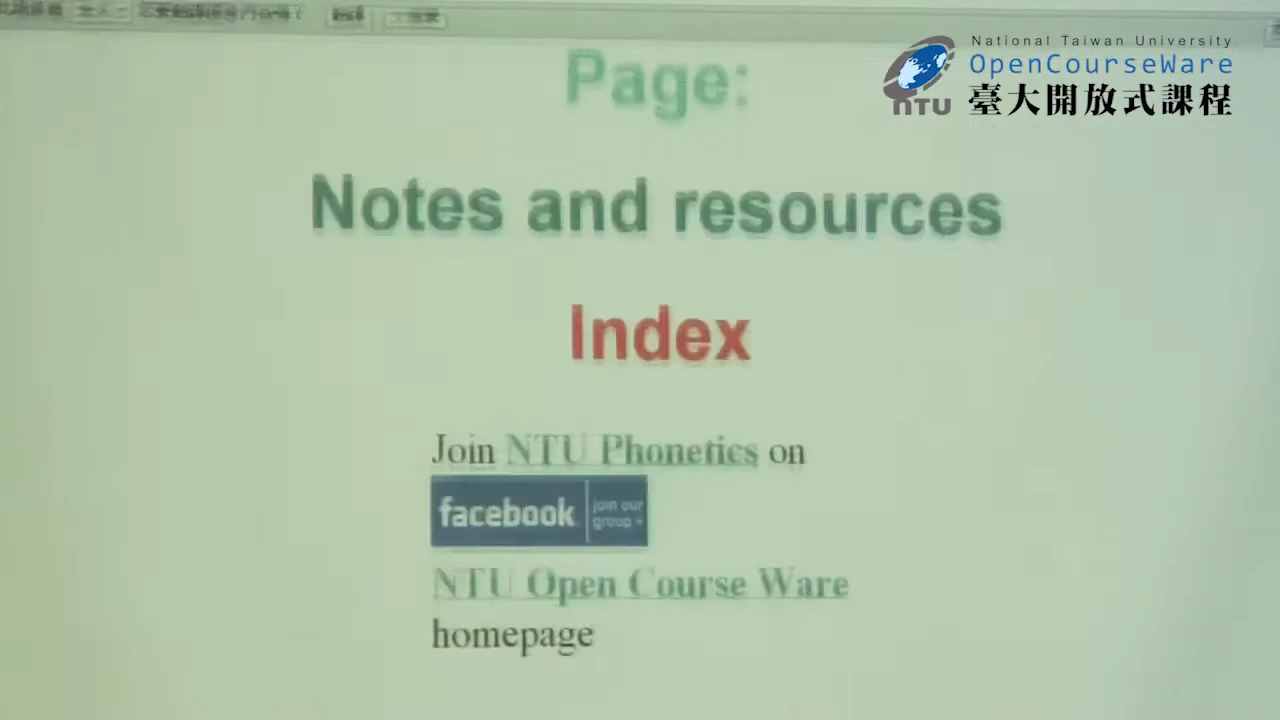 National Taiwan University
OpenCourseWare
臺大開放式課程
NTU
Page:
Notes and resources
Index
Join NTU Phonetics on
facebook
join our
group
NTU Open Course Ware
homepage